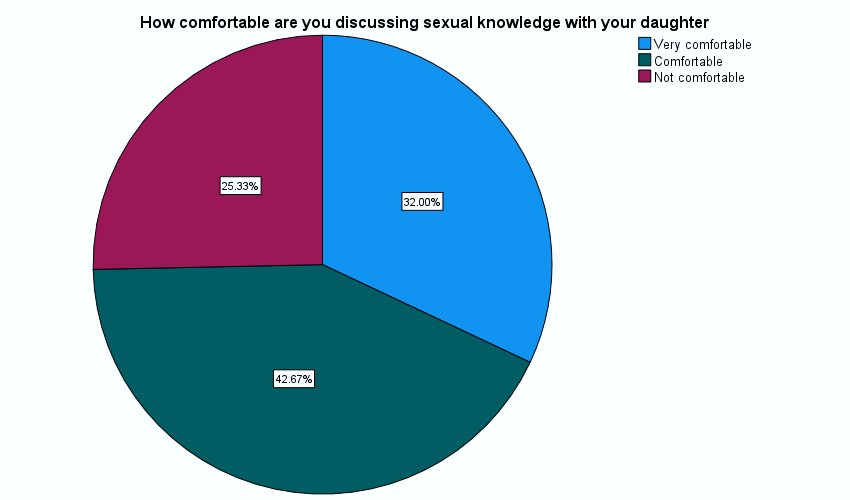 How comfortable are you discussing sexual knowledge with your daughter
Very comfortable
Comfortable
Not comfortable
25.33%
32.00%
42.67%